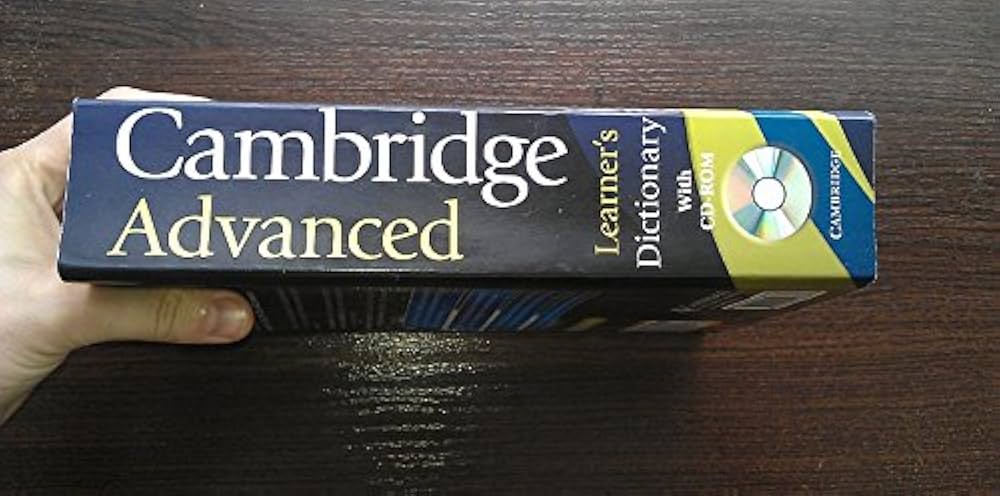 Cambridge
Advanced
Learner's
Dictionary
With
CD-ROM
CAMBRIDGE